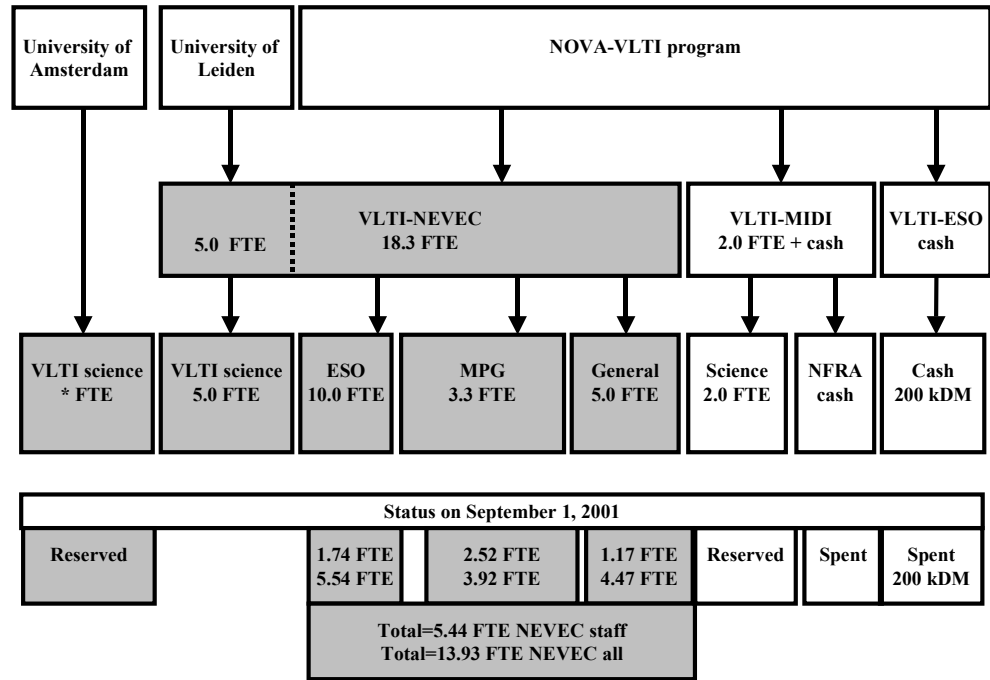 University of
Amsterdam
University of
Leiden
NOVA-VLTI program
5.0 FTE
VLTI-NEVEC
18.3 FTE
VLTI-MIDI
2.0 FTE + cash
VLTI-ESO
cash
VLTI science
* FTE
VLTI science
5.0 FTE
ESO
10.0 FTE
MPG
3.3 FTE
General
5.0 FTE
Science
2.0 FTE
NFRA
cash
Cash
200 kDM
Status on September 1, 2001
Reserved
1.74 FTE
5.54 FTE
2.52 FTE
3.92 FTE
1.17 FTE
4.47 FTE
Reserved
Spent
Spent
200 kDM
Total=5.44 FTE NEVEC staff
Total=13.93 FTE NEVEC all